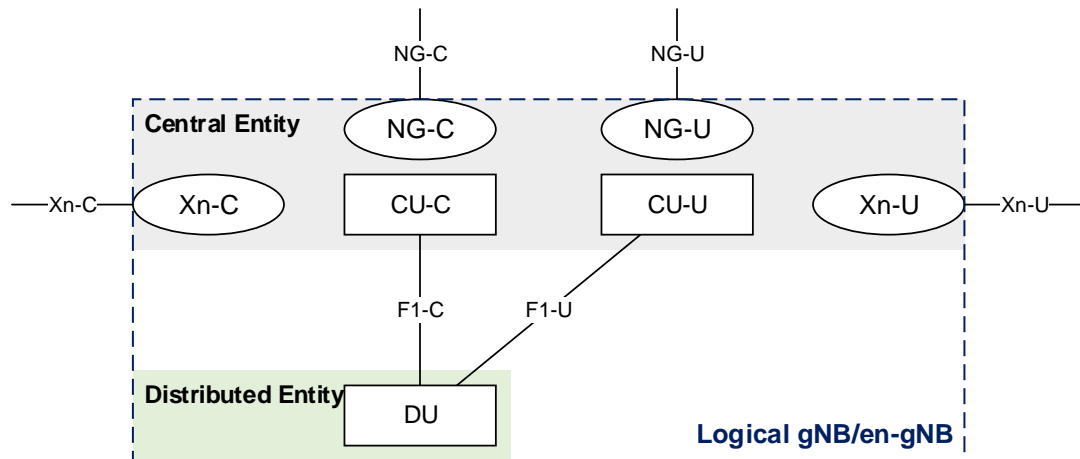 NG-C
NG-U
Central Entity
NG-C
NG-U
Xn-C
Xn-C
CU-C
CU-U
Xn-U
Xn-U
F1-C
F1-U
Distributed Entity
DU
Logical gNB/en-gNB